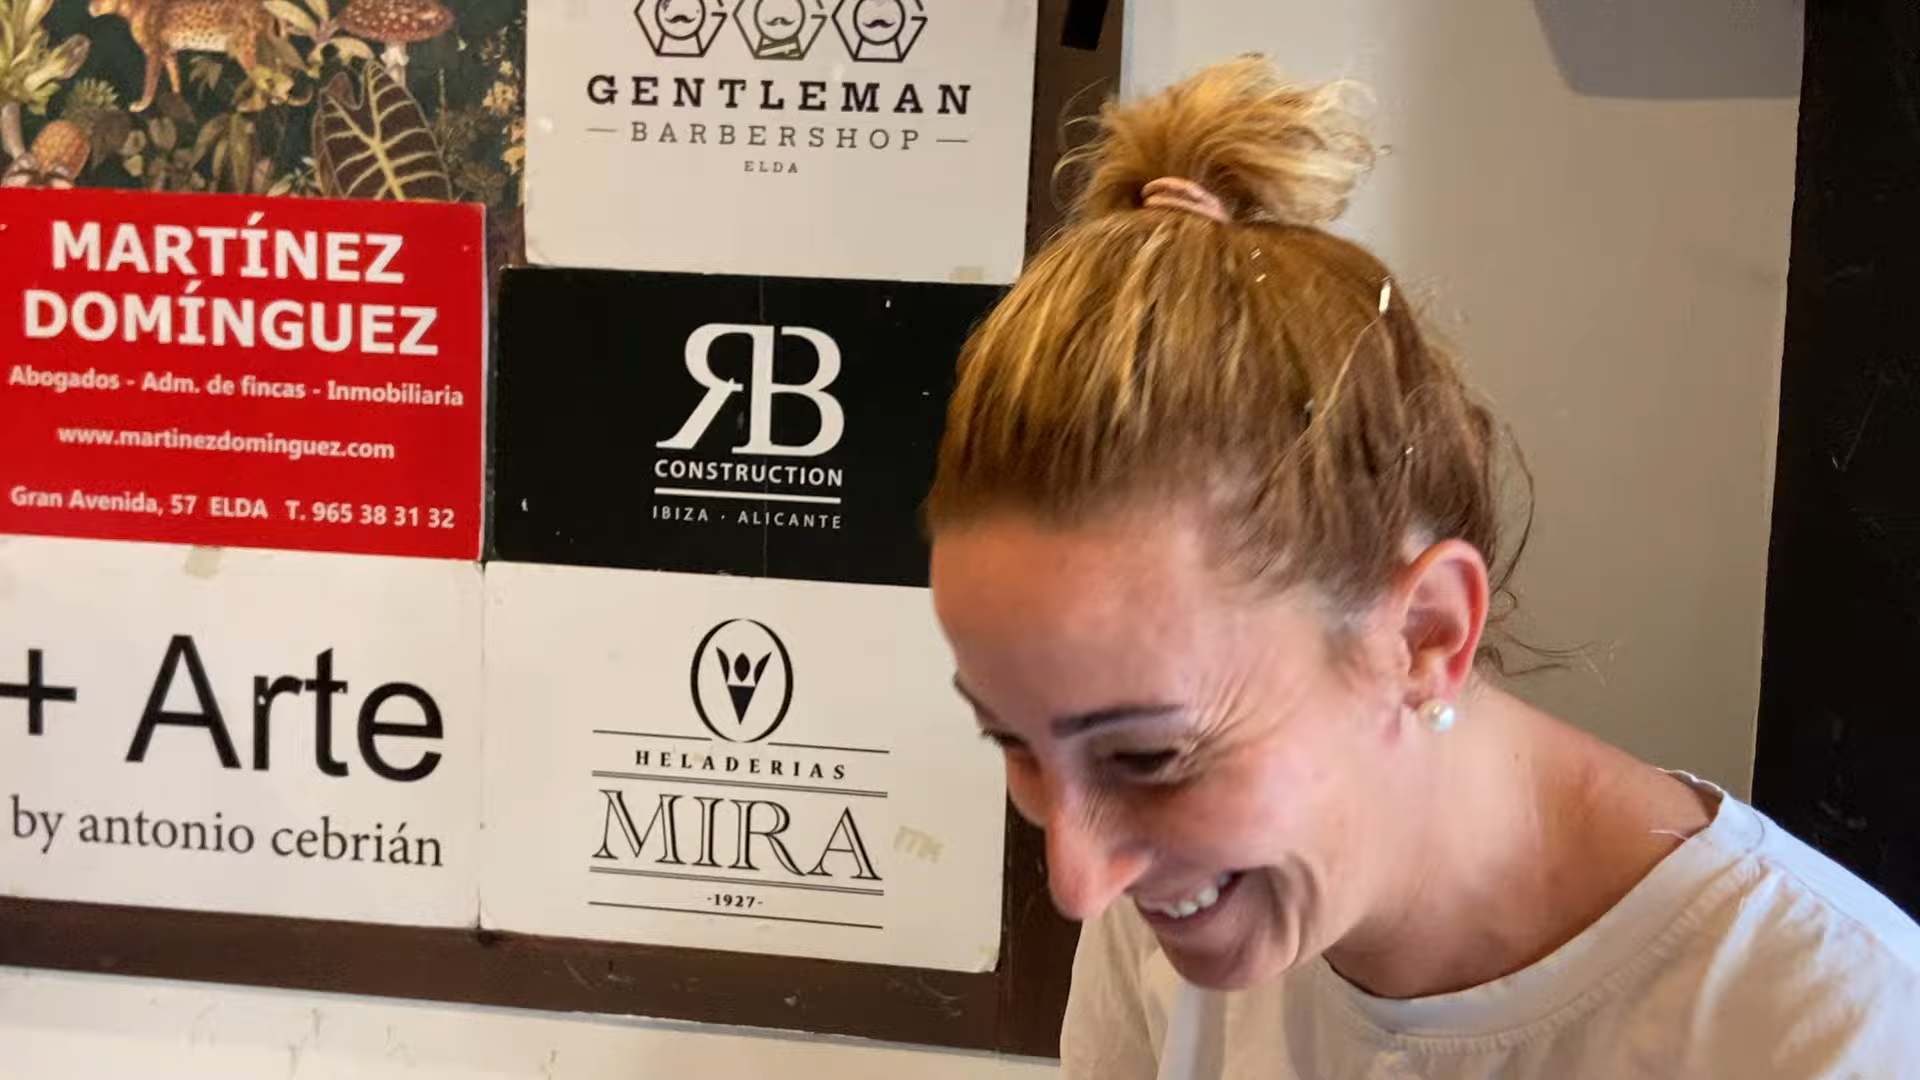 GENTLEMAN
BARBERSHOP
ELDA
MARTÍNEZ
DOMÍNGUEZ
Abogados - Adm. de fincas - Inmobiliaria
www.martinezdominguez.com
Gran Avenida, 57 ELDA T. 965 38 31 32
RB
CONSTRUCTION
IBIZA · ALICANTE
+ Arte
by antonio cebrián
HELADERIAS
MIRA
-1927-